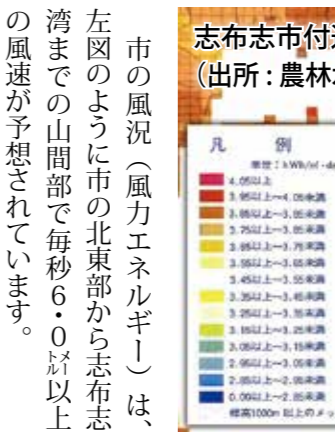 市の風況（風力エネルギー）は、
左図のように市の北東部から志布志
湾までの山間部で毎秒6・0㍍以上
の風速が予想されています。
志布志市付近
（出所：農林水
凡　例
単位：kWh/㎡・day
4.05以上
3.95以上～4.05未満
3.85以上～3.95未満
3.75以上～3.85未満
3.65以上～3.75未満
3.55以上～3.65未満
3.45以上～3.55未満
3.35以上～3.45未満
3.25以上～3.35未満
3.15以上～3.25未満
3.05以上～3.15未満
2.95以上～3.05未満
2.85以上～2.95未満
0.00以上～2.85未満
標高1000m 以上のメッ